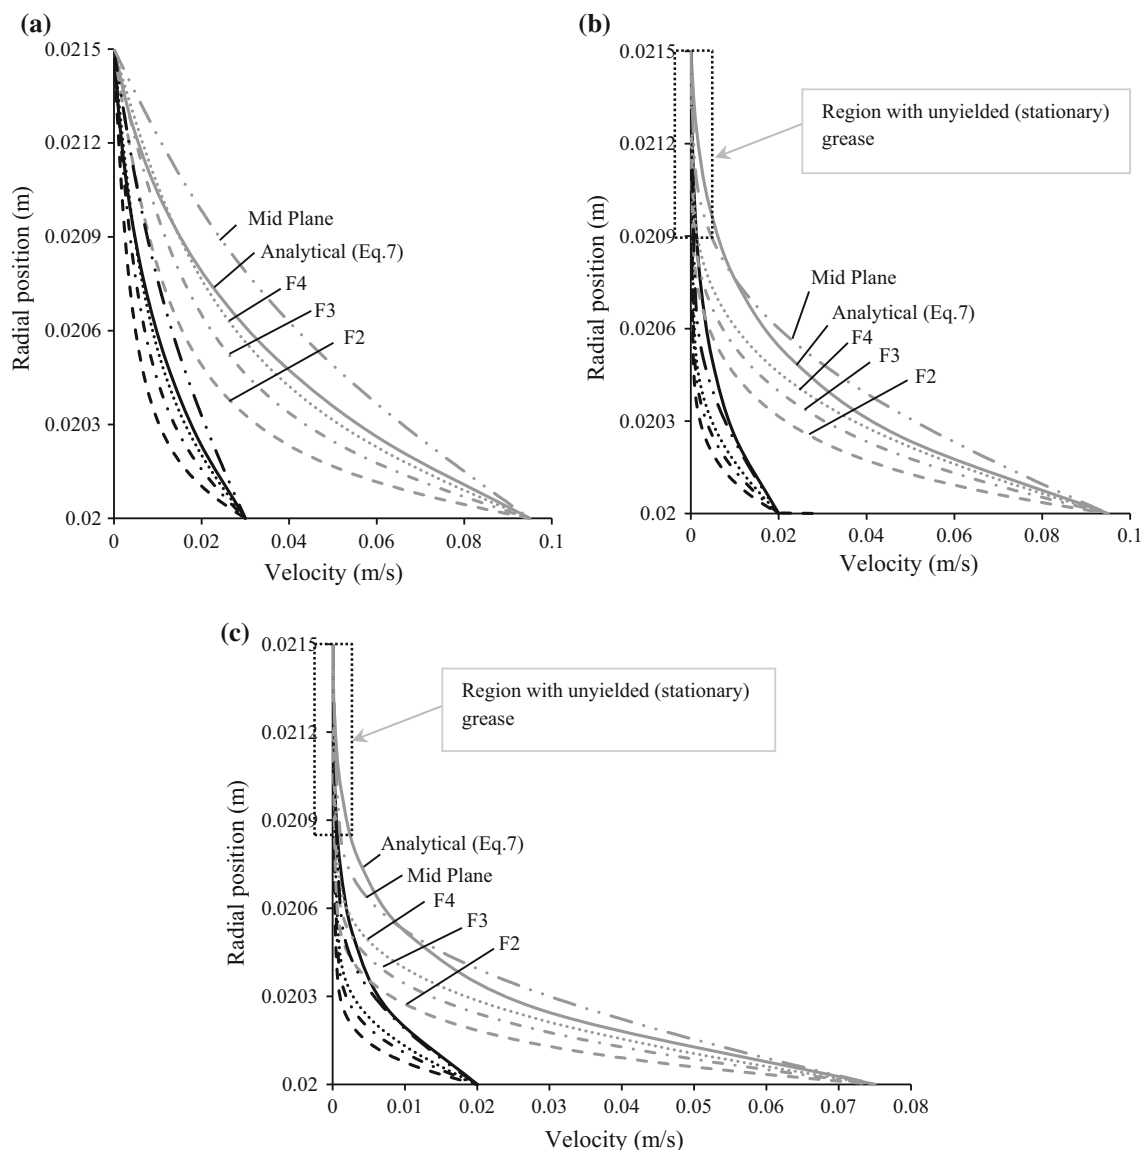 (a)
0.0215
0.0212
0.0209
0.0206
0.0203
0.02
Radial position (m)
Mid Plane
Analytical (Eq.7)
F4
F3
F2
0
0.02
0.04
0.06
0.08
0.1
Velocity (m/s)
(b)
0.0215
0.0212
0.0209
0.0206
0.0203
0.02
Radial position (m)
Region with unyielded (stationary)
grease
Mid Plane
Analytical (Eq.7)
F4
F3
F2
0
0.02
0.04
0.06
0.08
0.1
Velocity (m/s)
(c)
0.0215
0.0212
0.0209
0.0206
0.0203
0.02
Radial position (m)
Region with unyielded (stationary)
grease
Analytical (Eq.7)
Mid Plane
F4
F3
F2
0
0.01
0.02
0.03
0.04
0.05
0.06
0.07
0.08
Velocity (m/s)